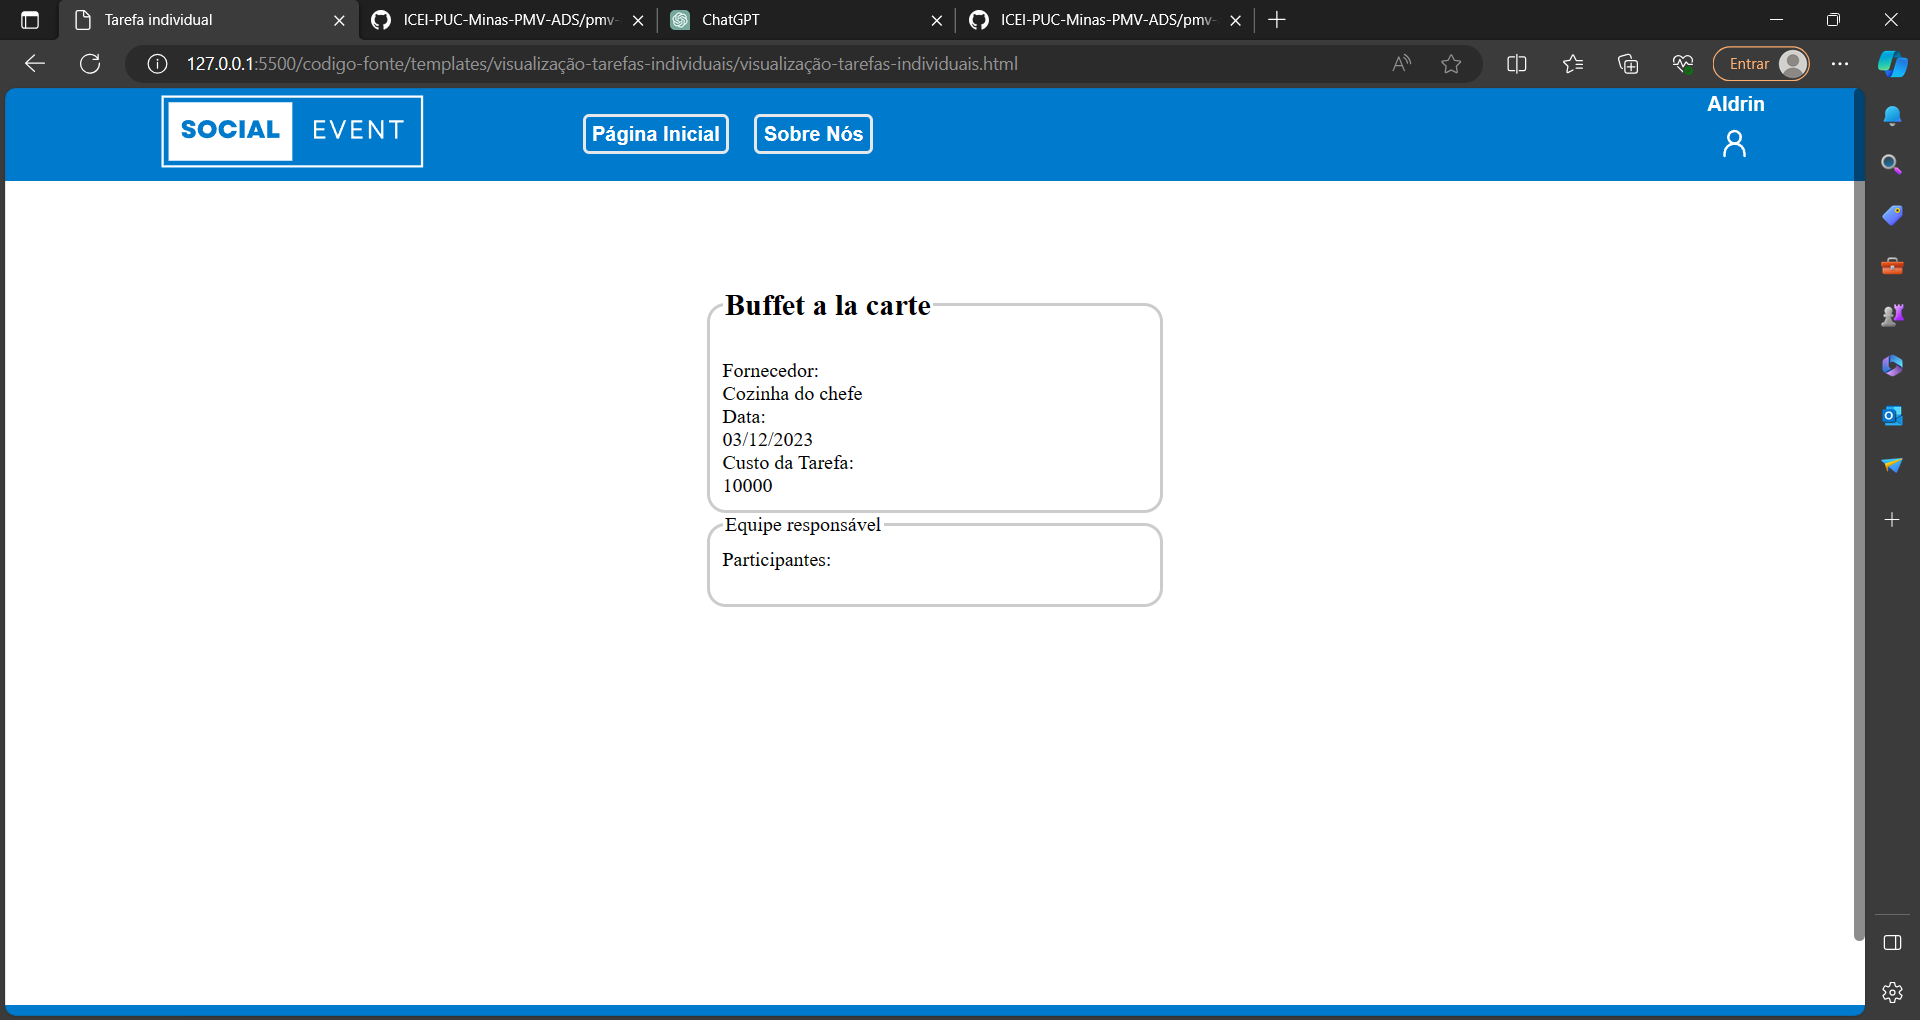 Tarefa individual
ICEI-PUC-Minas-PMV-ADS/pmv-
ChatGPT
ICEI-PUC-Minas-PMV-ADS/pmv-
127.0.0.1:5500/codigo-fonte/templates/visualização-tarefas-individuais/visualização-tarefas-individuais.html
Entrar
SOCIAL EVENT
Página Inicial
Sobre Nós
Aldrin
Buffet a la carte
Fornecedor:
Cozinha do chefe
Data:
03/12/2023
Custo da Tarefa:
10000
Equipe responsável
Participantes: